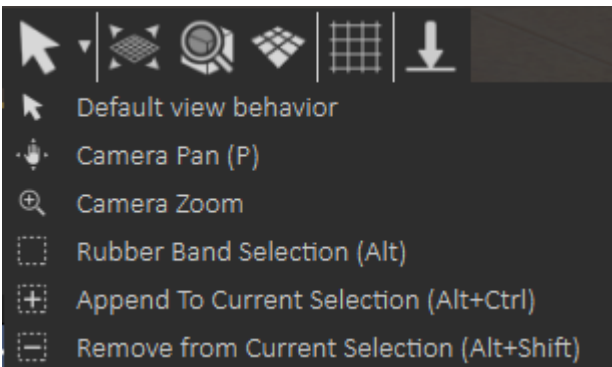 Default view behavior
Camera Pan (P)
Camera Zoom
Rubber Band Selection (Alt)
Append To Current Selection (Alt+Ctrl)
Remove from Current Selection (Alt+Shift)